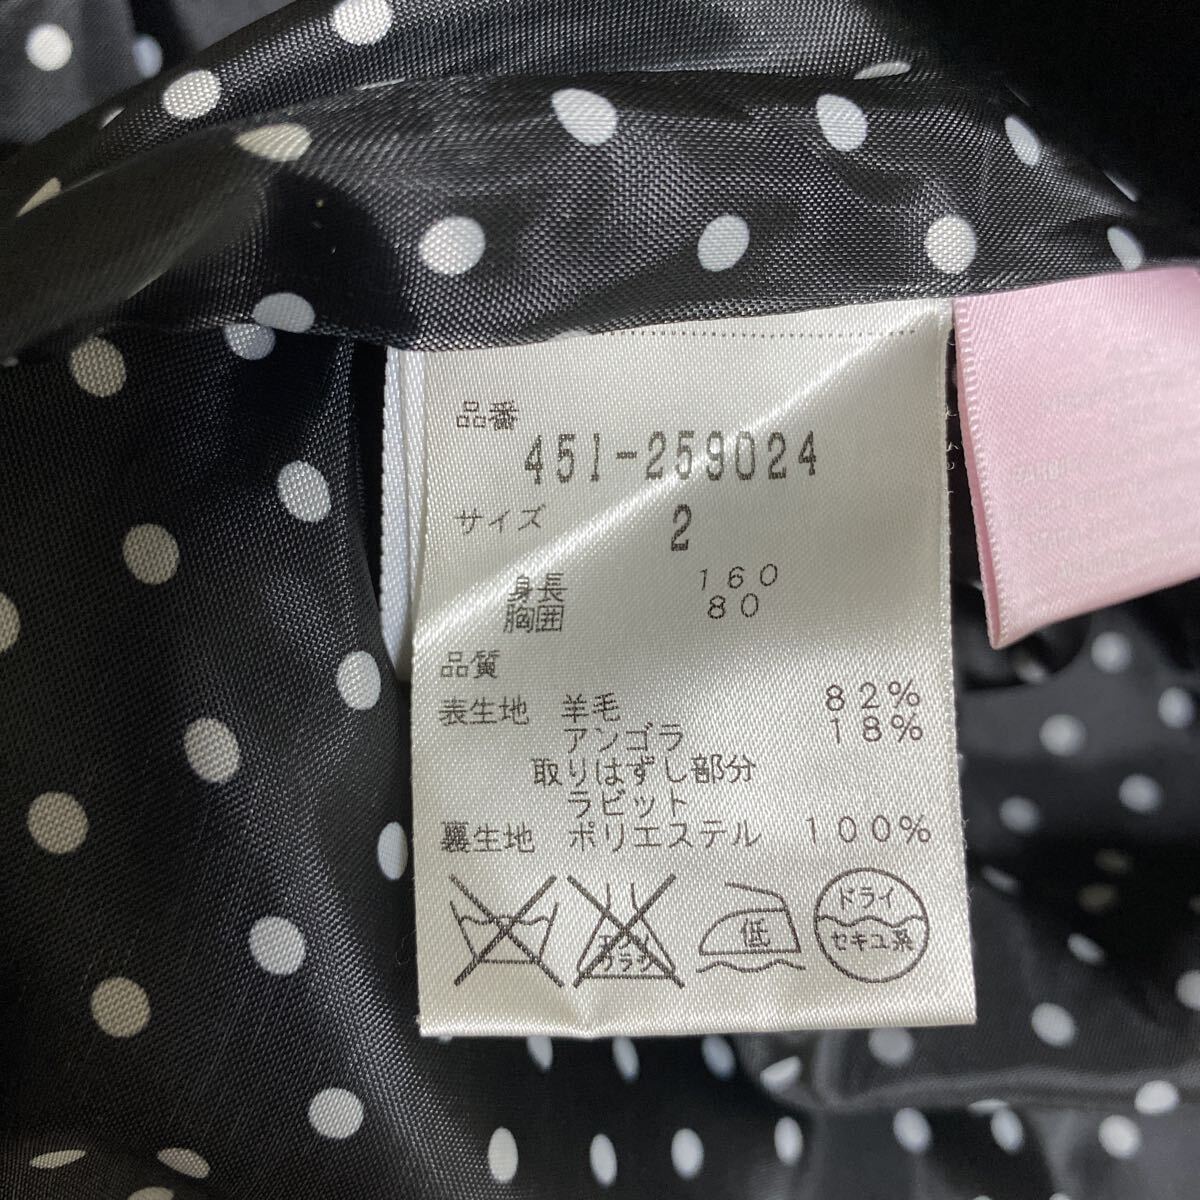 品番
451-259024
サイズ 2
身長 160
胸囲 80
品質
表生地 羊毛 82%
アンゴラ 18%
取りはずし部分
ラビット
裏生地 ポリエステル 100%
低
ドライ
セキユ系